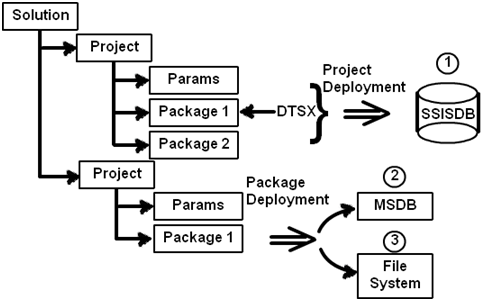 Solution
Project
Params
Package 1
Package 2
DTSX
Project
Deployment
1
SSISDB
Project
Params
Package 1
Package
Deployment
2
MSDB
3
File
System